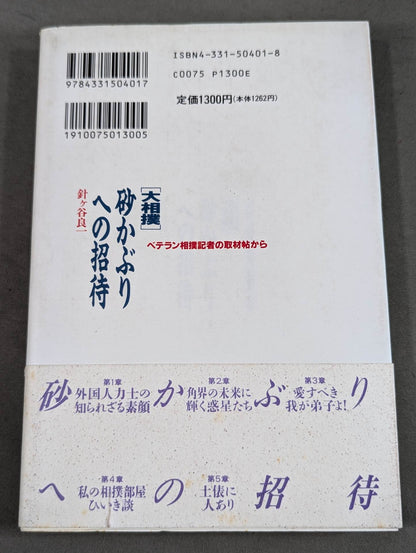 ISBN4-331-50401-8
C0075 P1300E
定価1300円(本体1262円)
9784331504017
1910075013005
[大相撲]
砂かぶり
への招待
針ヶ谷良一
ベテラン相撲記者の取材帖から
砂かぶり
第1章
外国人力士の
知られざる素顔
第2章
角界の未来に
輝く惑星たち
第3章
愛すべき
我が弟子よ!
への招待
第4章
私の相撲部屋
ひいき談
第5章
土俵に
人あり